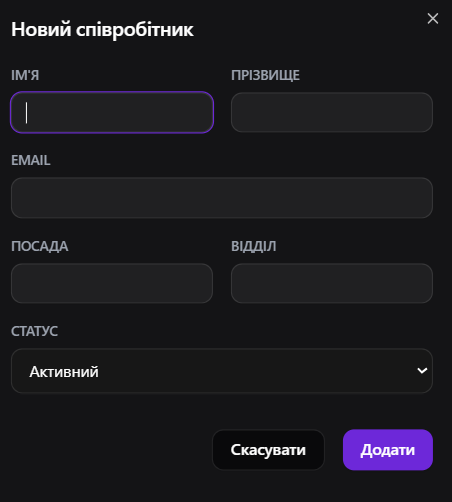 Новий співробітник
ІМ'Я ПРІЗВИЩЕ
EMAIL
ПОСАДА ВІДДІЛ
СТАТУС
Активний
Скасувати Додати